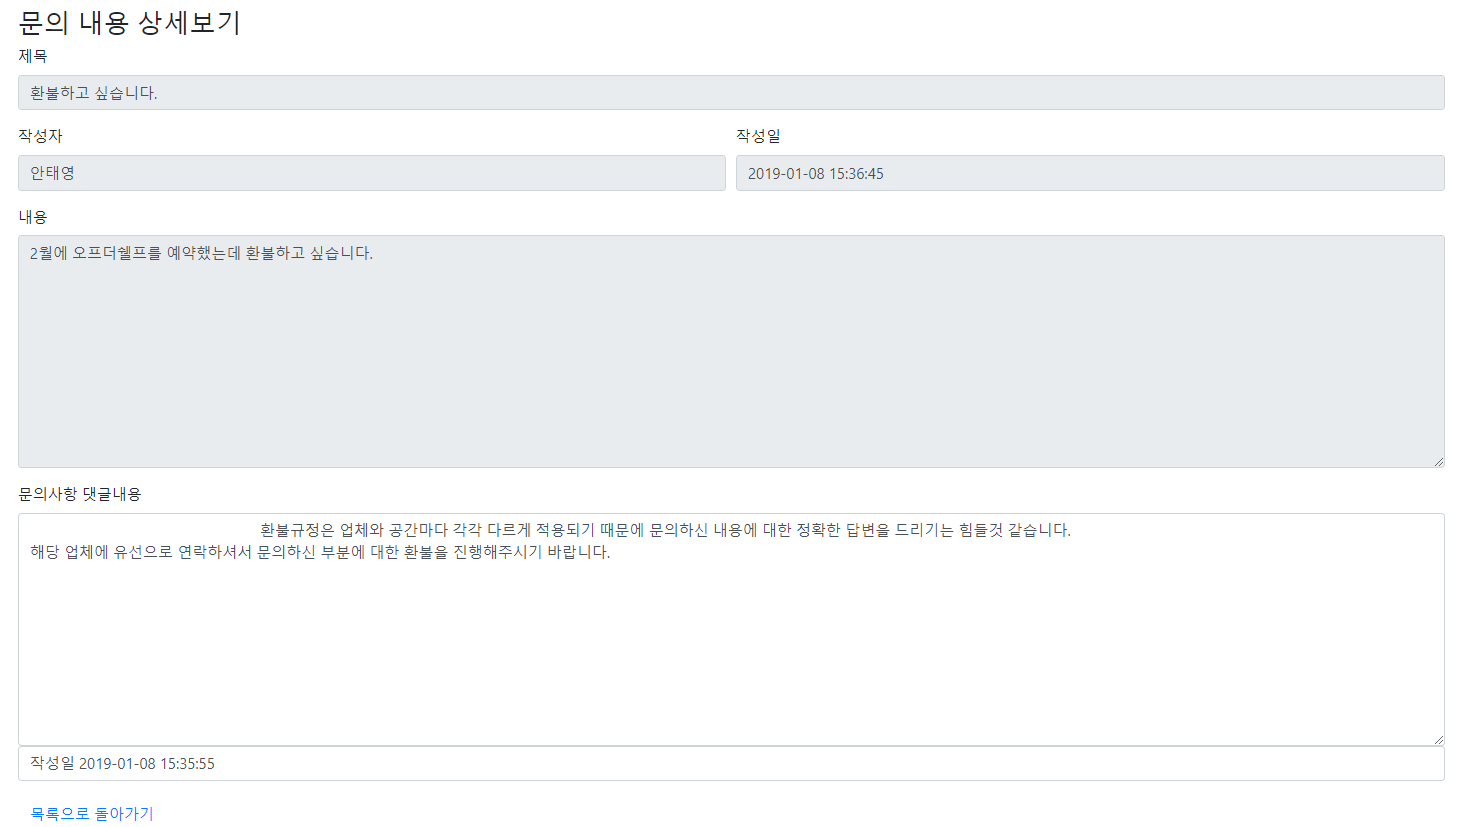 문의 내용 상세보기
제목
환불하고 싶습니다.
작성자
작성일
안태영
2019-01-08 15:36:45
내용
2월에 오프더쉘프를 예약했는데 환불하고 싶습니다.
문의사항 댓글내용
환불규정은 업체와 공간마다 각각 다르게 적용되기 때문에 문의하신 내용에 대한 정확한 답변을 드리기는 힘들것 같습니다.
해당 업체에 유선으로 연락하셔서 문의하신 부분에 대한 환불을 진행해주시기 바랍니다.
작성일 2019-01-08 15:35:55
목록으로 돌아가기